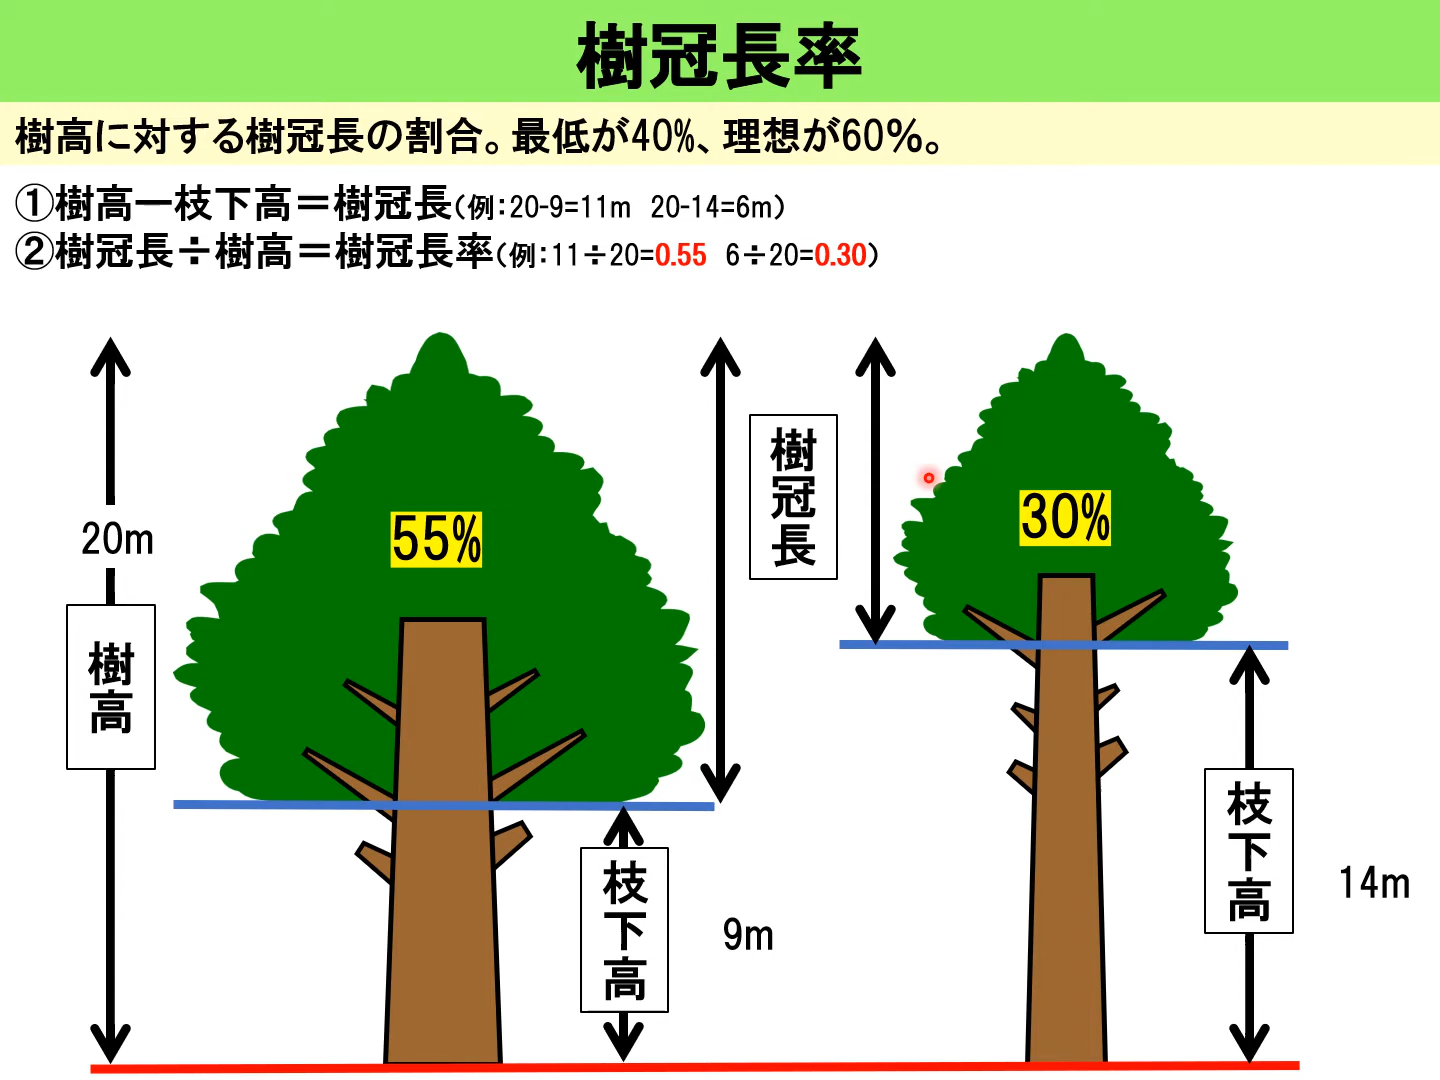 樹冠長率
樹高に対する樹冠長の割合。最低が40%、理想が60%。
①樹高ー枝下高＝樹冠長(例：20-9=11m 20-14=6m)
②樹冠長÷樹高＝樹冠長率(例：11÷20=0.55 6÷20=0.30)
20m
樹高
55%
樹冠長
30%
枝下高
9m
枝下高
14m